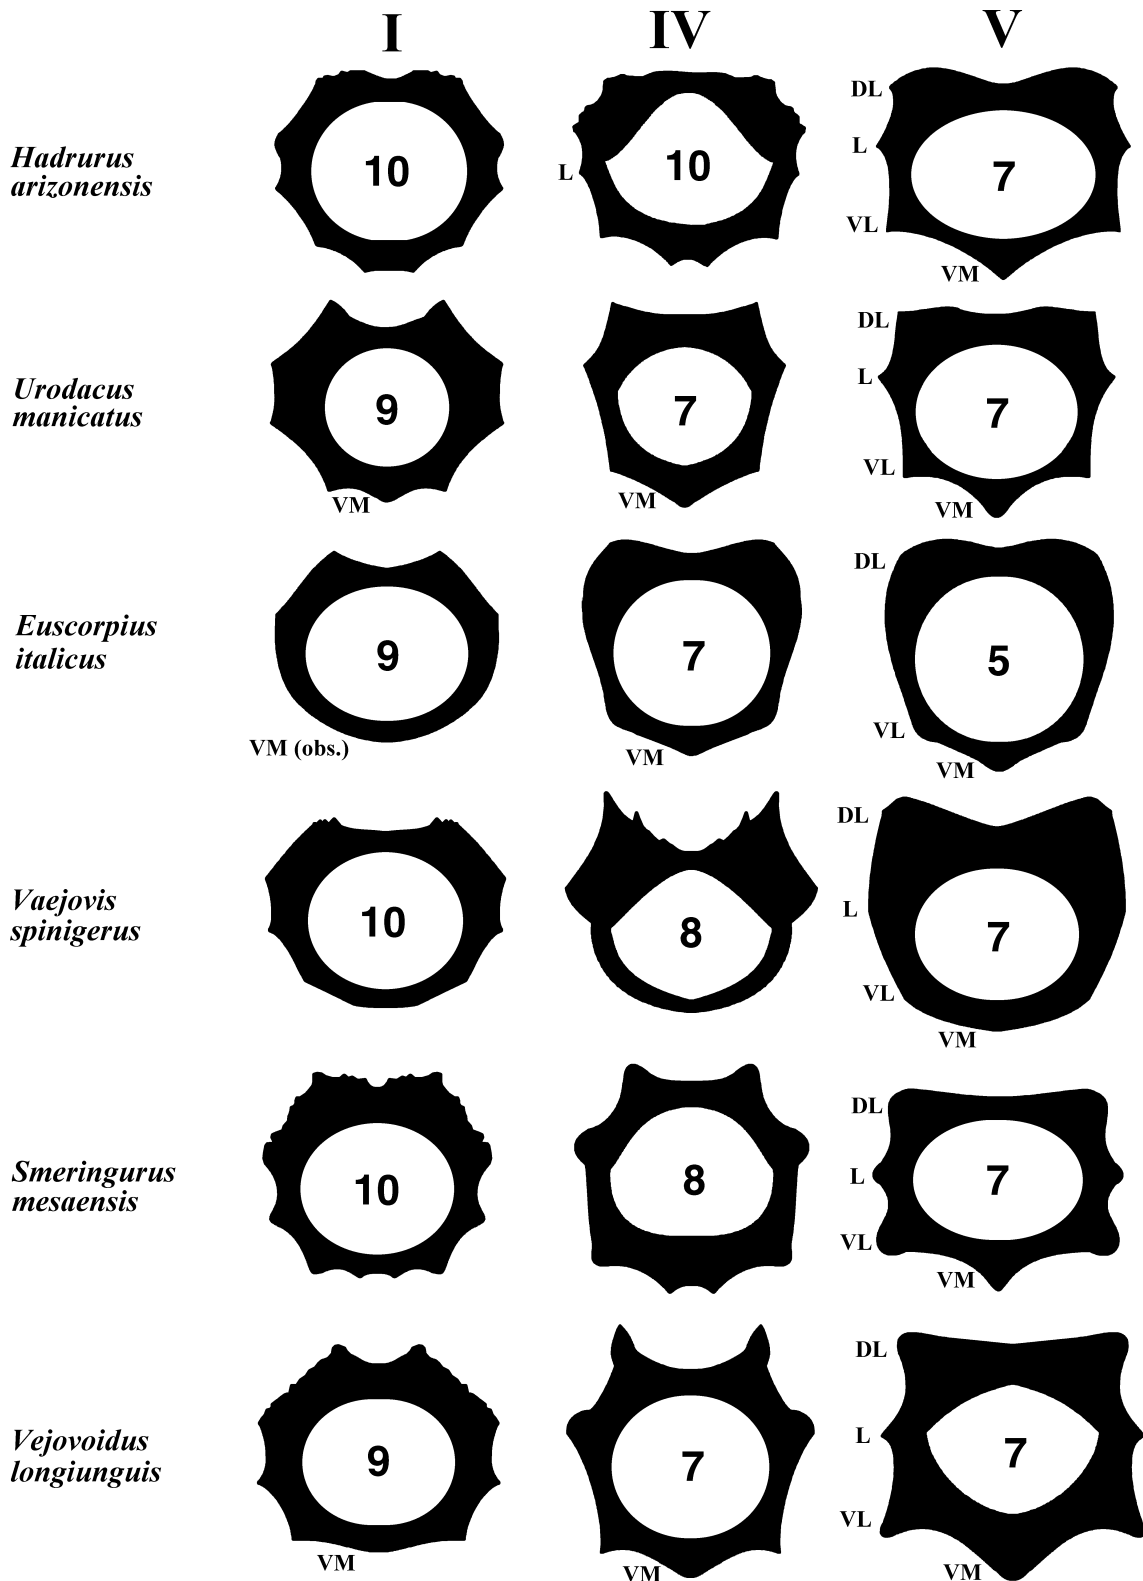 I IV V
DL
Hadrurus
arizonensis
10
L
10
L
7
VL
VM
Urodacus
manicatus
9
VM
7
VM
DL
L
7
VL
VM
Euscorpius
italicus
9
VM (obs.)
7
VM
DL
5
VL
VM
Vaejovis
spinigerus
10
8
DL
L
7
VL
VM
Smeringurus
mesaensis
10
8
DL
L
7
VL
VM
Vejovoidus
longiunguis
9
VM
7
VM
DL
L
7
VL
VM